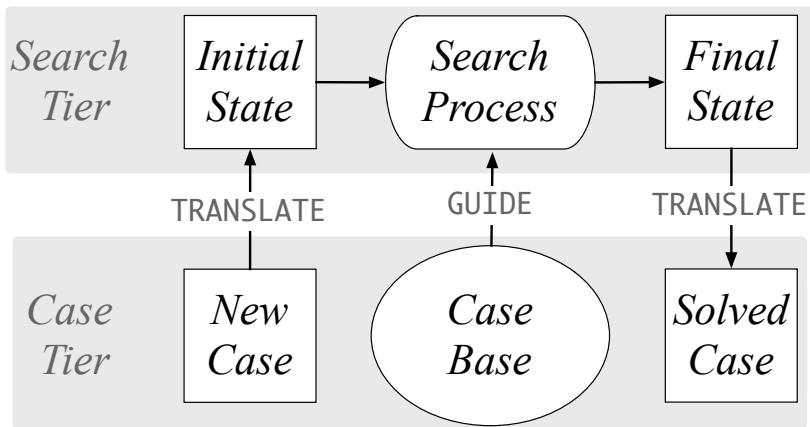 Search
Tier
Initial
State
Search
Process
Final
State
TRANSLATE
GUIDE
TRANSLATE
Case
Tier
New
Case
Case
Base
Solved
Case